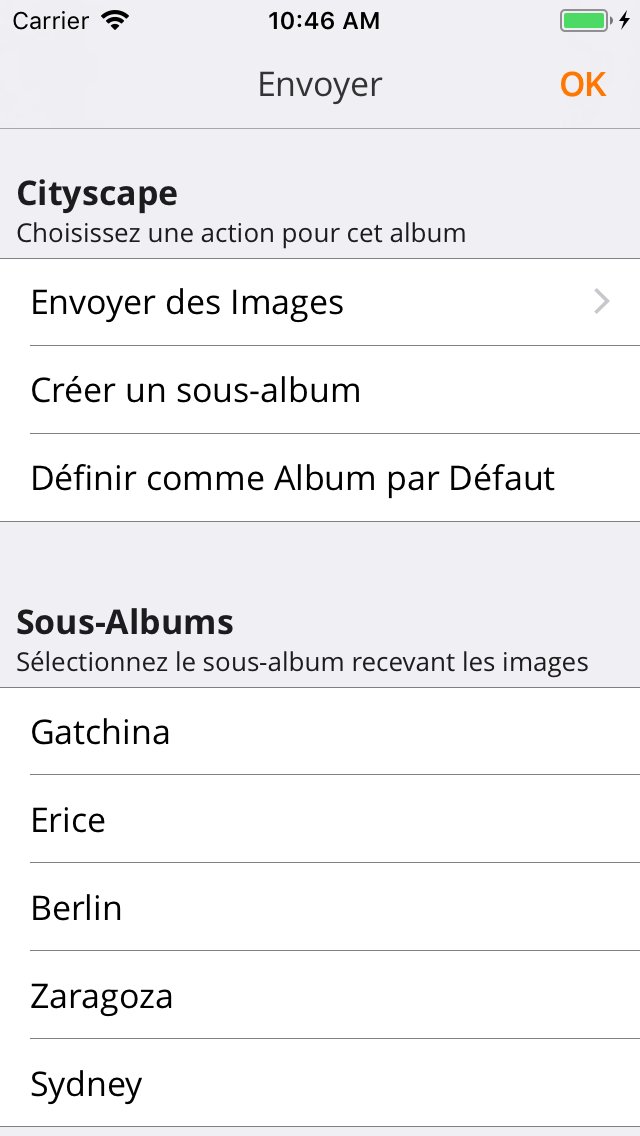 Carrier 10:46 AM
Envoyer OK
Cityscape
Choisissez une action pour cet album
Envoyer des Images
Créer un sous-album
Définir comme Album par Défaut
Sous-Albums
Sélectionnez le sous-album recevant les images
Gatchina
Erice
Berlin
Zaragoza
Sydney